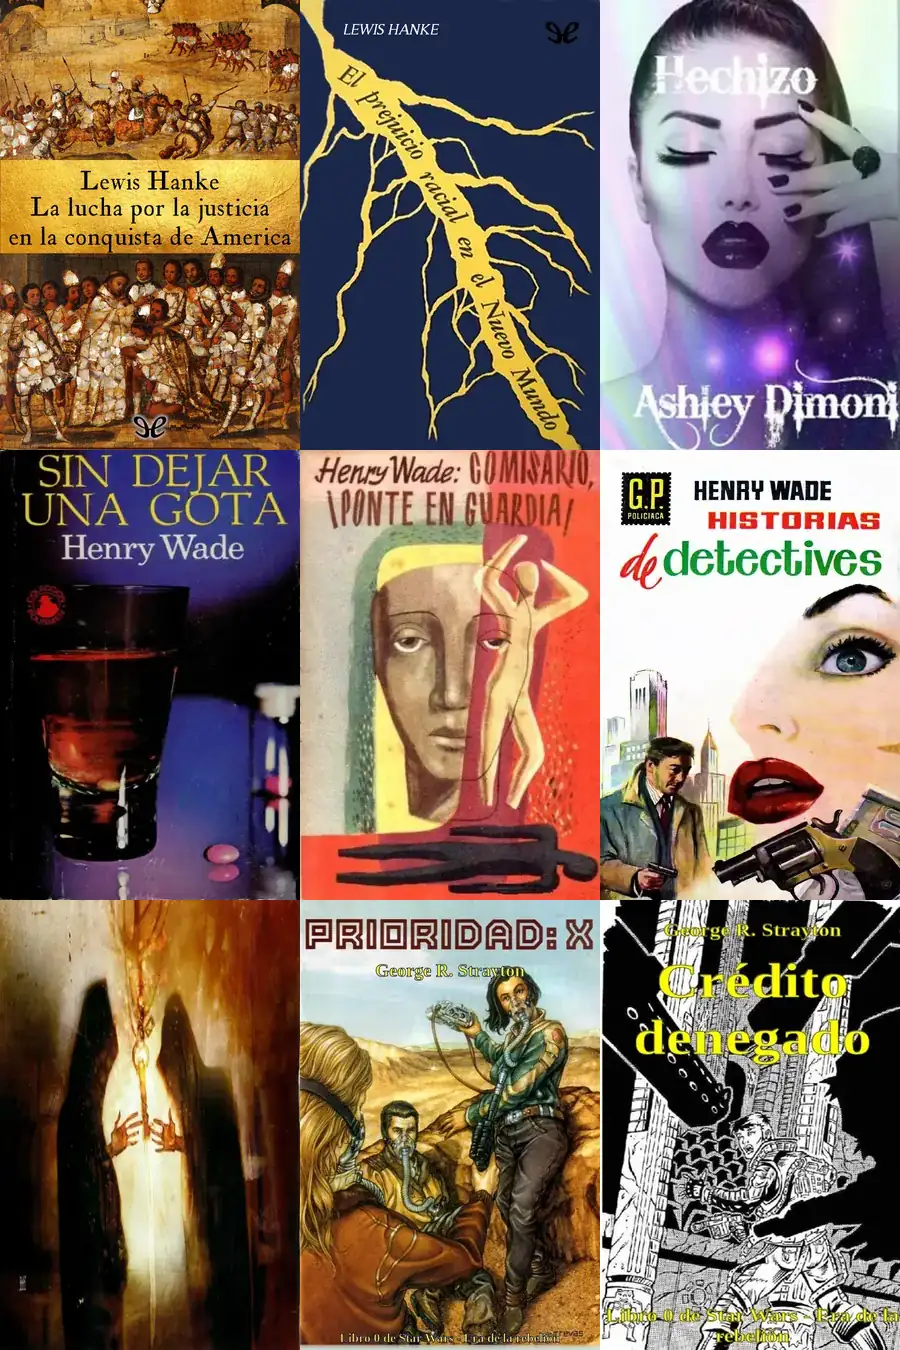 Lewis Hanke
La lucha por la justicia
en la conquista de America
LEWIS HANKE
El prejuicio racial en el Nuevo Mundo
Hechizo
Ashley Dimoni
SIN DEJAR
UNA GOTA
Henry Wade
Henry Wade: COMISARIO,
¡PONTE EN GUARDIA!
G.P.
POLICIACA
HENRY WADE
HISTORIAS
de detectives
PRIORIDAD: X
George R. Strayton
Libro 0 de Star Wars - Era de la rebelión
George R. Strayton
Crédito
denegado
Libro 0 de Star Wars - Era de la
rebelión